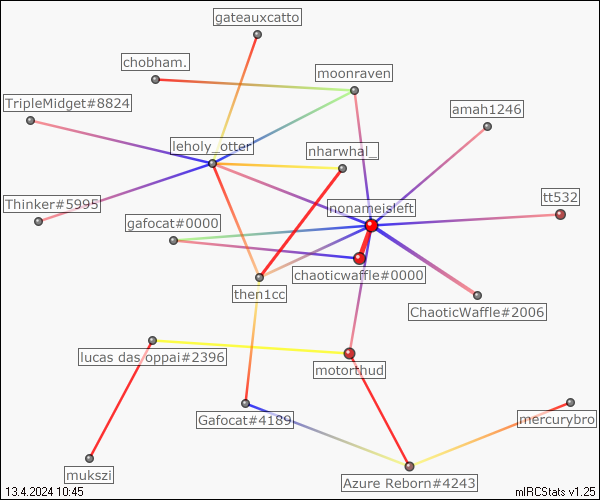 gateauxcatto
chobham.
moonraven
TripleMidget#8824
amah1246
leholy_otter
nharwhal_
tt532
Thinker#5995
nonameisleft
gafocat#0000
chaoticwaffle#0000
then1cc
ChaoticWaffle#2006
lucas das oppai#2396
motorthud
Gafocat#4189
mercurybro
mukszi
Azure Reborn#4243
13.4.2024 10:45
mIRCStats v1.25